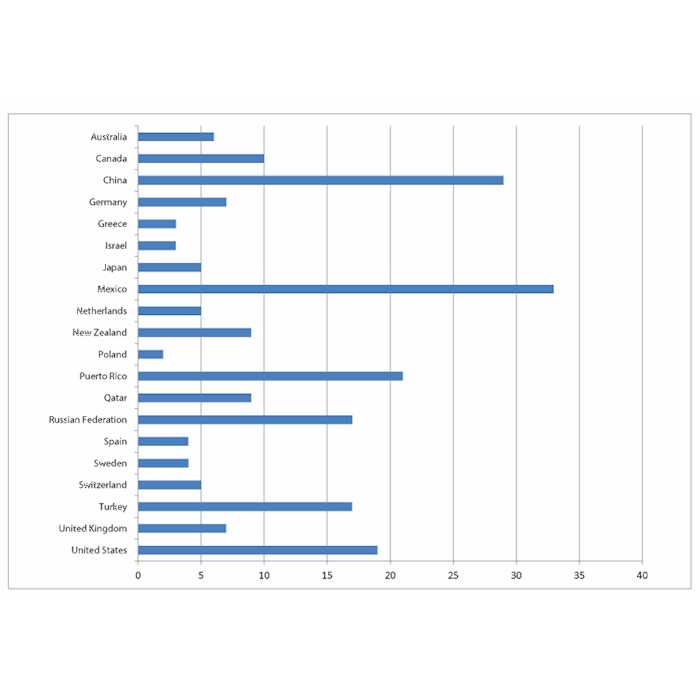 Australia
Canada
China
Germany
Greece
Israel
Japan
Mexico
Netherlands
New Zealand
Poland
Puerto Rico
Qatar
Russian Federation
Spain
Sweden
Switzerland
Turkey
United Kingdom
United States
0 5 10 15 20 25 30 35 40